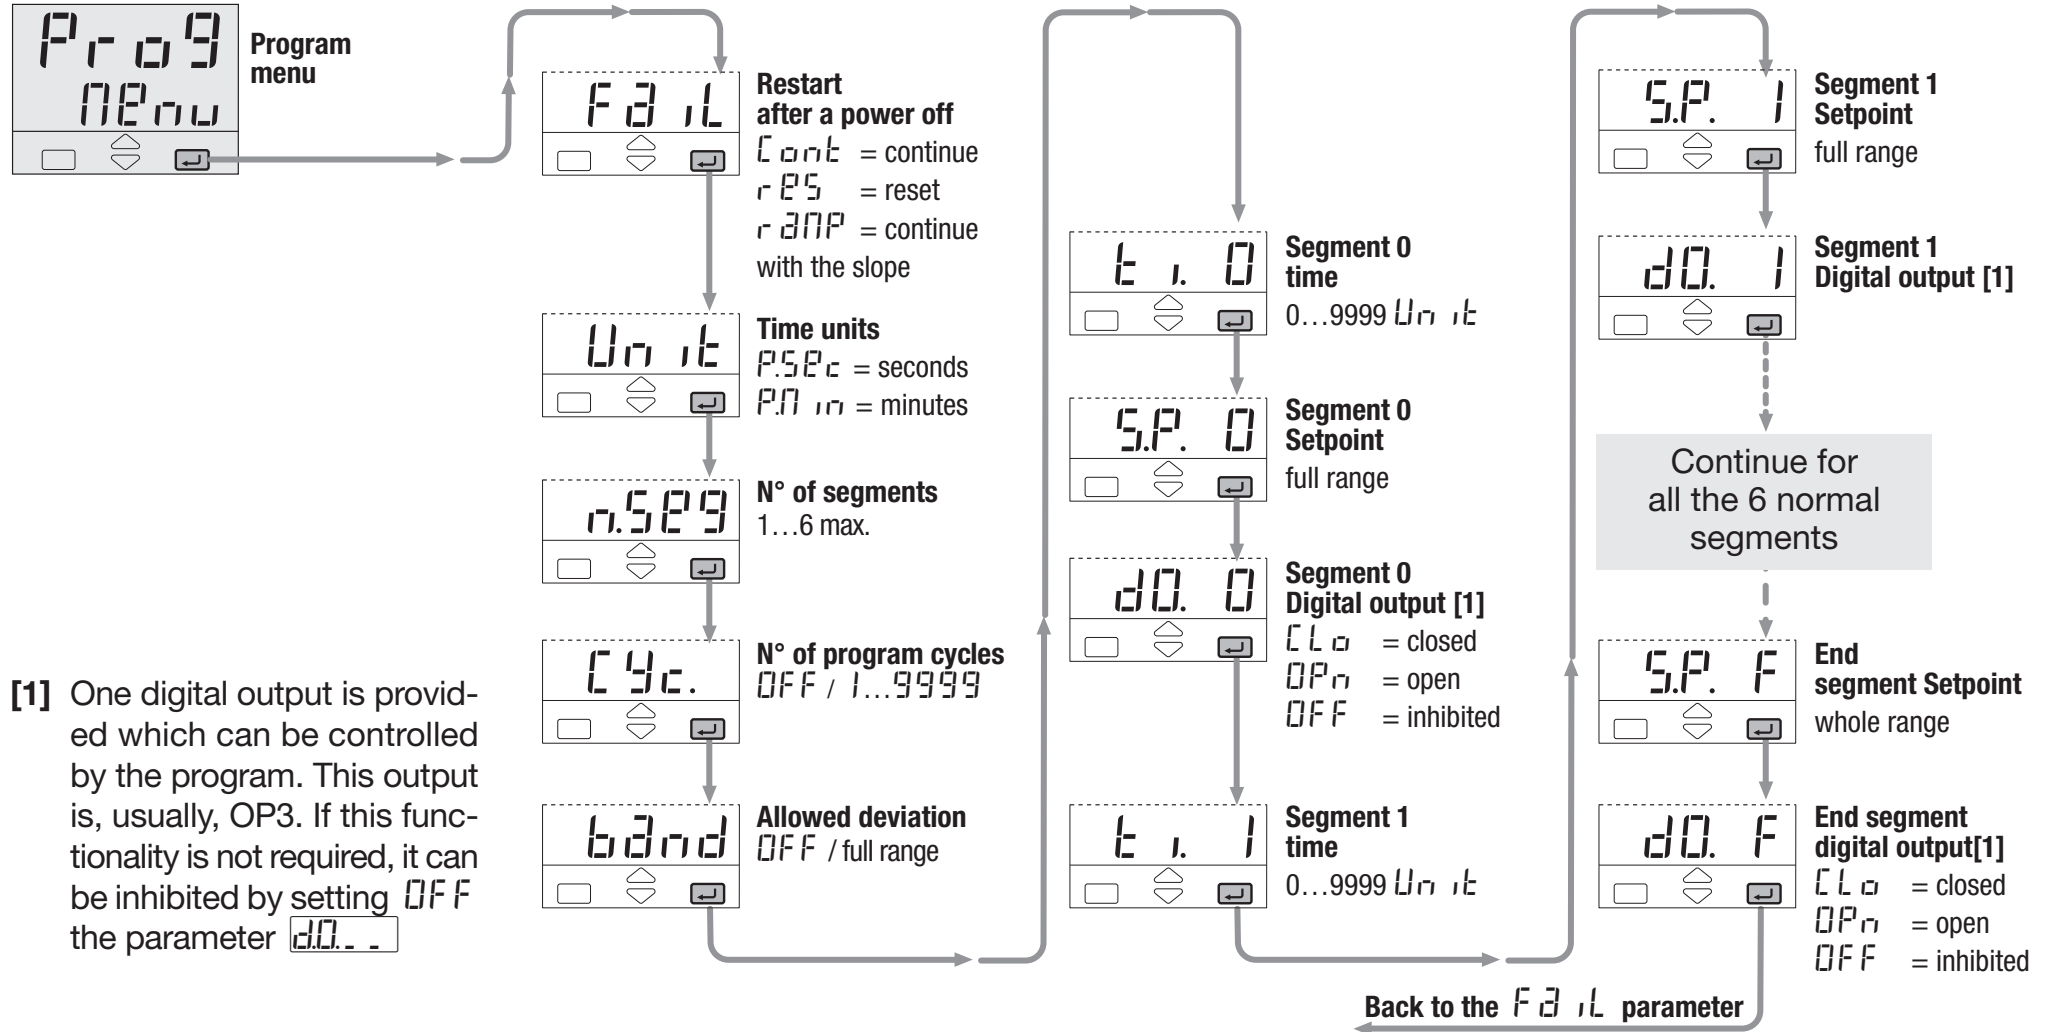 Prog
MEnu
Program
menu
FaiL
Restart
after a power off
Cont = continue
rES = reset
raMP = continue
with the slope
Unit
Time units
P.SEc = seconds
P.Min = minutes
n.SEg
N° of segments
1…6 max.
CYc.
N° of program cycles
OFF / 1...9999
band
Allowed deviation
OFF / full range
[1] One digital output is provid-
ed which can be controlled
by the program. This output
is, usually, OP3. If this func-
tionality is not required, it can
be inhibited by setting OFF
the parameter d.O._ _
ti. 0
Segment 0
time
0…9999 Unit
S.P. 0
Segment 0
Setpoint
full range
dO. 0
Segment 0
Digital output [1]
CLo = closed
OPn = open
OFF = inhibited
ti. 1
Segment 1
time
0…9999 Unit
S.P. 1
Segment 1
Setpoint
full range
dO. 1
Segment 1
Digital output [1]
Continue for
all the 6 normal
segments
S.P. F
End
segment Setpoint
whole range
dO. F
End segment
digital output[1]
CLo = closed
OPn = open
OFF = inhibited
Back to the FaiL parameter